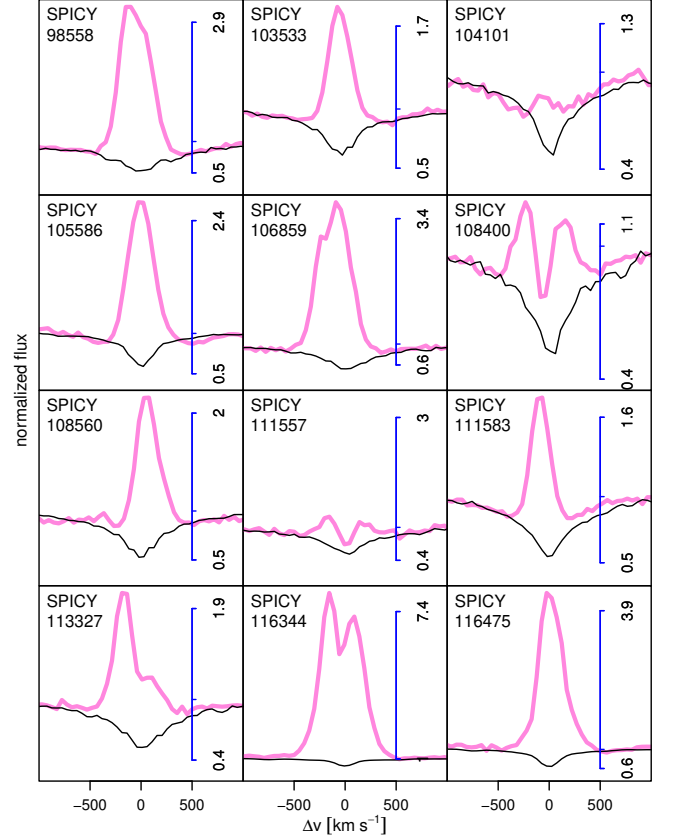 SPICY
98558
2.9
0.5
SPICY
103533
1.7
0.5
SPICY
104101
1.3
0.4
SPICY
105586
2.4
0.5
SPICY
106859
3.4
0.6
SPICY
108400
1.1
0.4
SPICY
108560
2
0.5
SPICY
111557
3
0.4
SPICY
111583
1.6
0.5
SPICY
113327
1.9
0.4
SPICY
116344
7.4
SPICY
116475
3.9
0.6
normalized flux
−500 0 500 −500 0 500 −500 0 500
Δv [km s⁻¹]